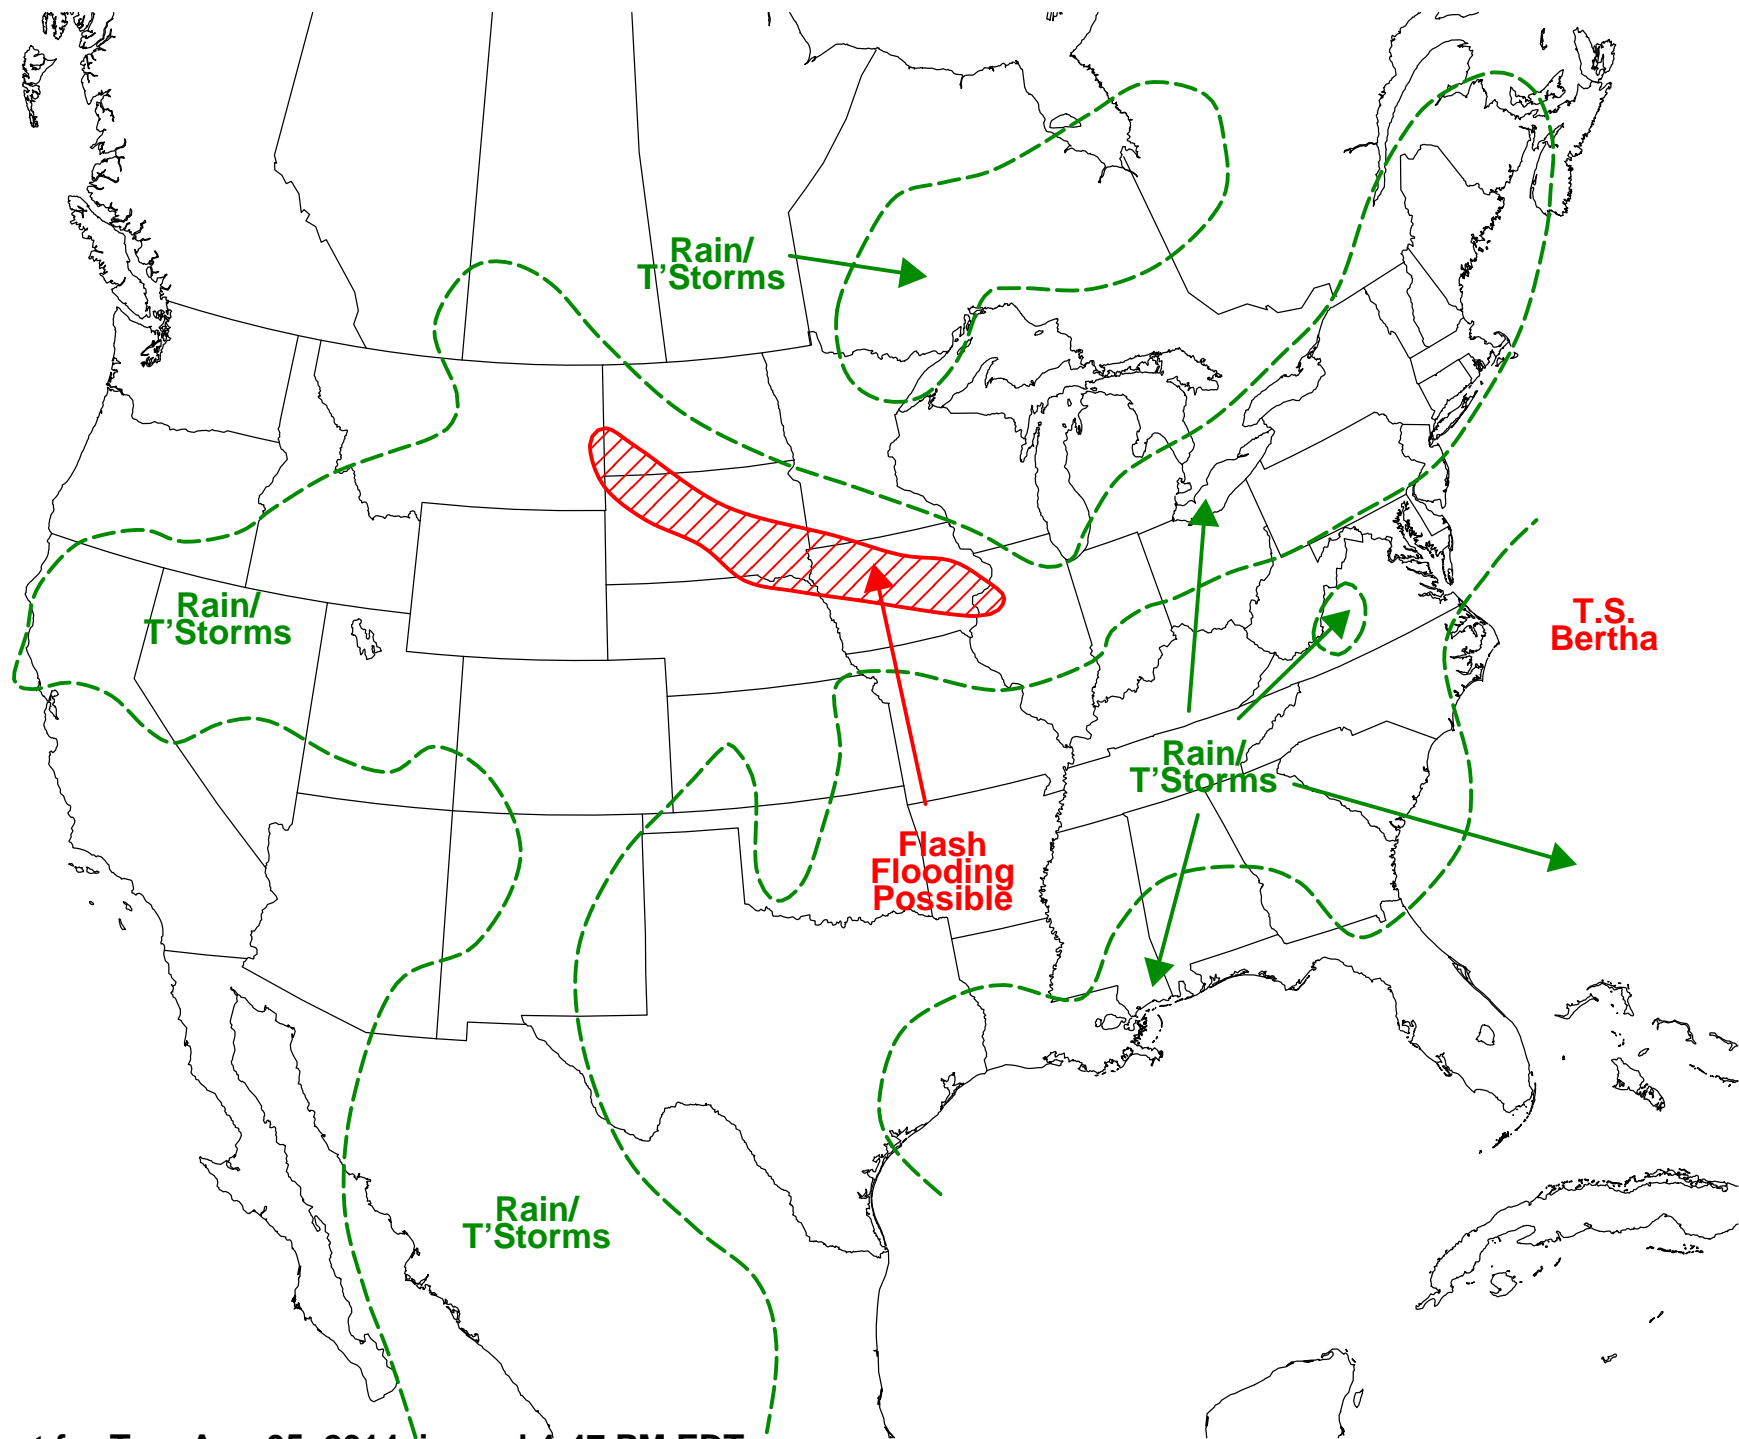 Rain/
T'Storms
Rain/
T'Storms
T.S.
Bertha
Rain/
T'Storms
Flash
Flooding
Possible
Rain/
T'Storms